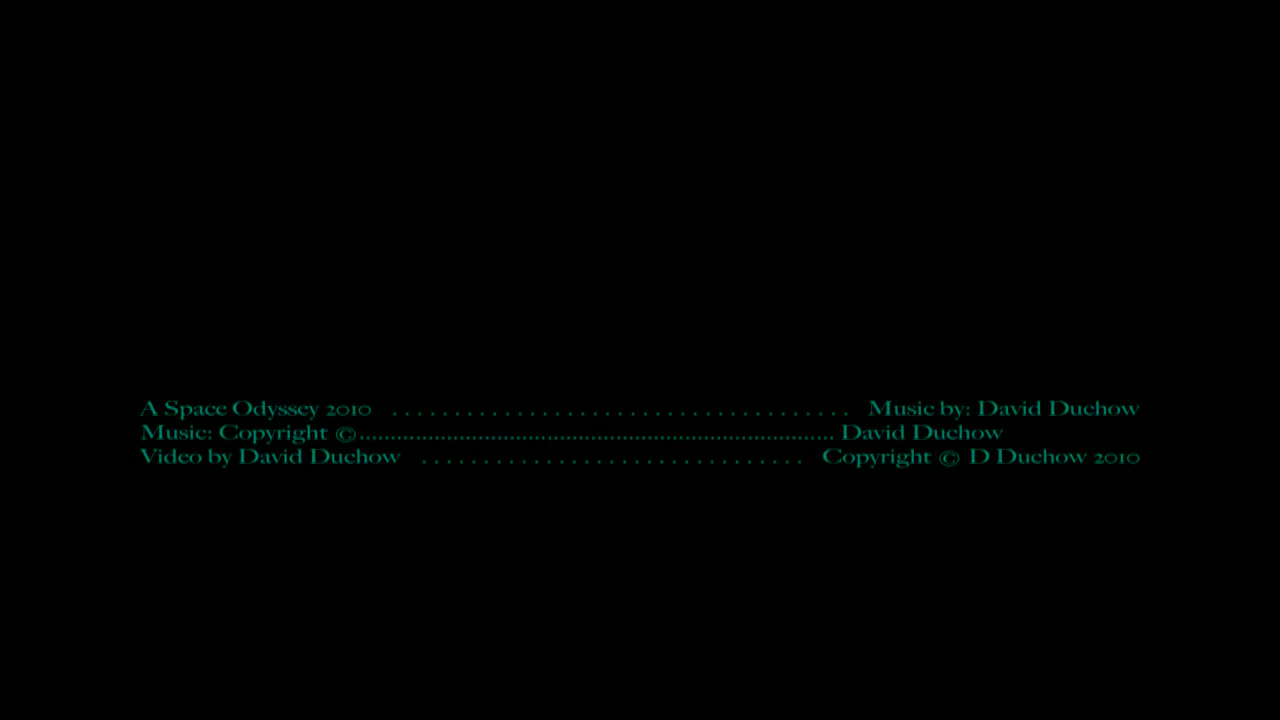 A Space Odyssey 2010 . . . . . . . . . . . . . . . . . . . . . . . . . . . . . . . . . . . . . Music by: David Duchow
Music: Copyright ©............................................................................ David Duchow
Video by David Duchow . . . . . . . . . . . . . . . . . . . . . . . . . . . . . . . Copyright © D Duchow 2010